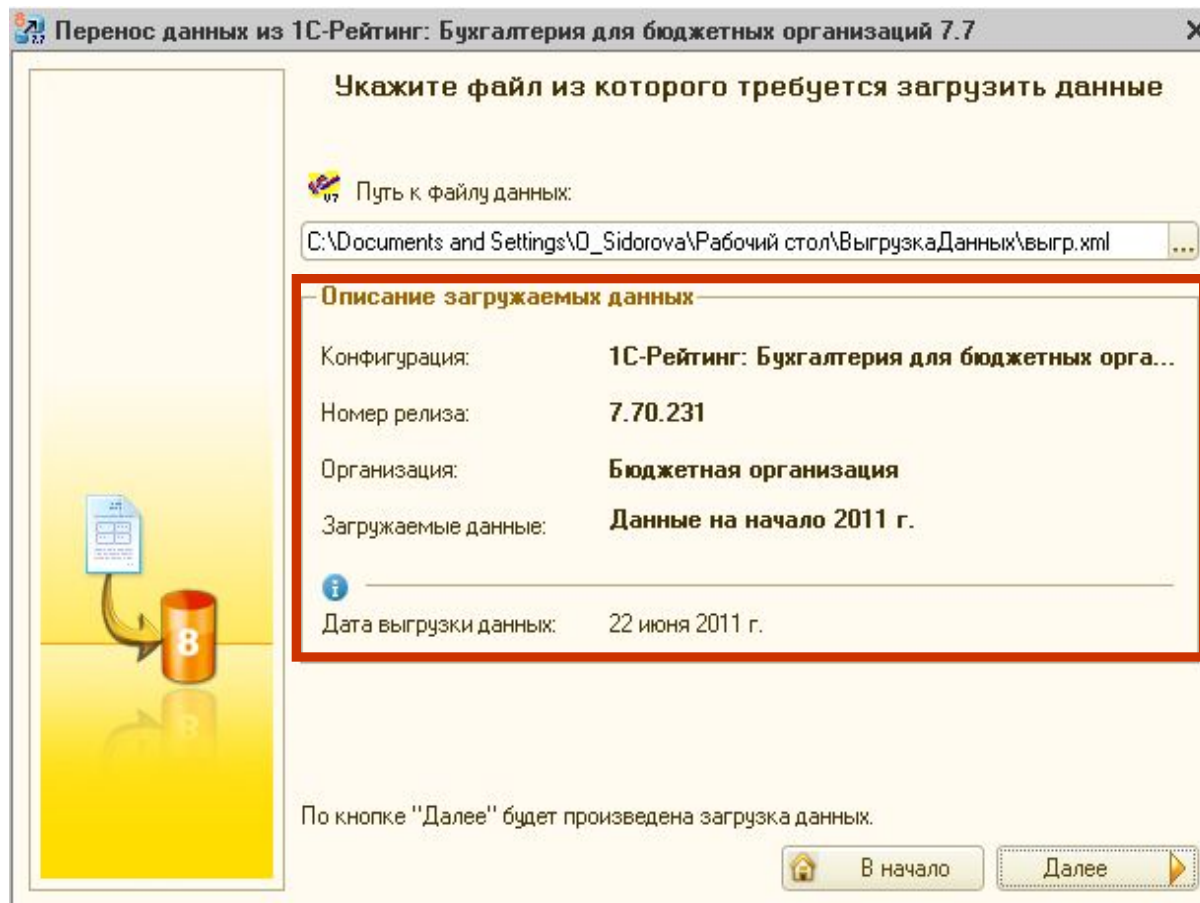 Перенос данных из 1С-Рейтинг: Бухгалтерия для бюджетных организаций 7.7
Укажите файл из которого требуется загрузить данные
Путь к файлу данных:
C:\Documents and Settings\O_Sidorova\Рабочий стол\ВыгрузкаДанных\выгр.xml ...
Описание загружаемых данных
Конфигурация: 1С-Рейтинг: Бухгалтерия для бюджетных орга...
Номер релиза: 7.70.231
Организация: Бюджетная организация
Загружаемые данные: Данные на начало 2011 г.
Дата выгрузки данных: 22 июня 2011 г.
8
По кнопке "Далее" будет произведена загрузка данных.
В начало Далее